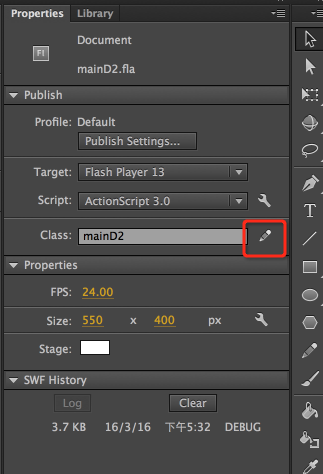 Properties Library
Fl
Document
mainD2.fla
Publish
Profile: Default
Publish Settings...
Target: Flash Player 13
Script: ActionScript 3.0
Class: mainD2
Properties
FPS: 24.00
Size: 550 x 400 px
Stage:
SWF History
Log Clear
3.7 KB 16/3/16 下午5:32 DEBUG
T